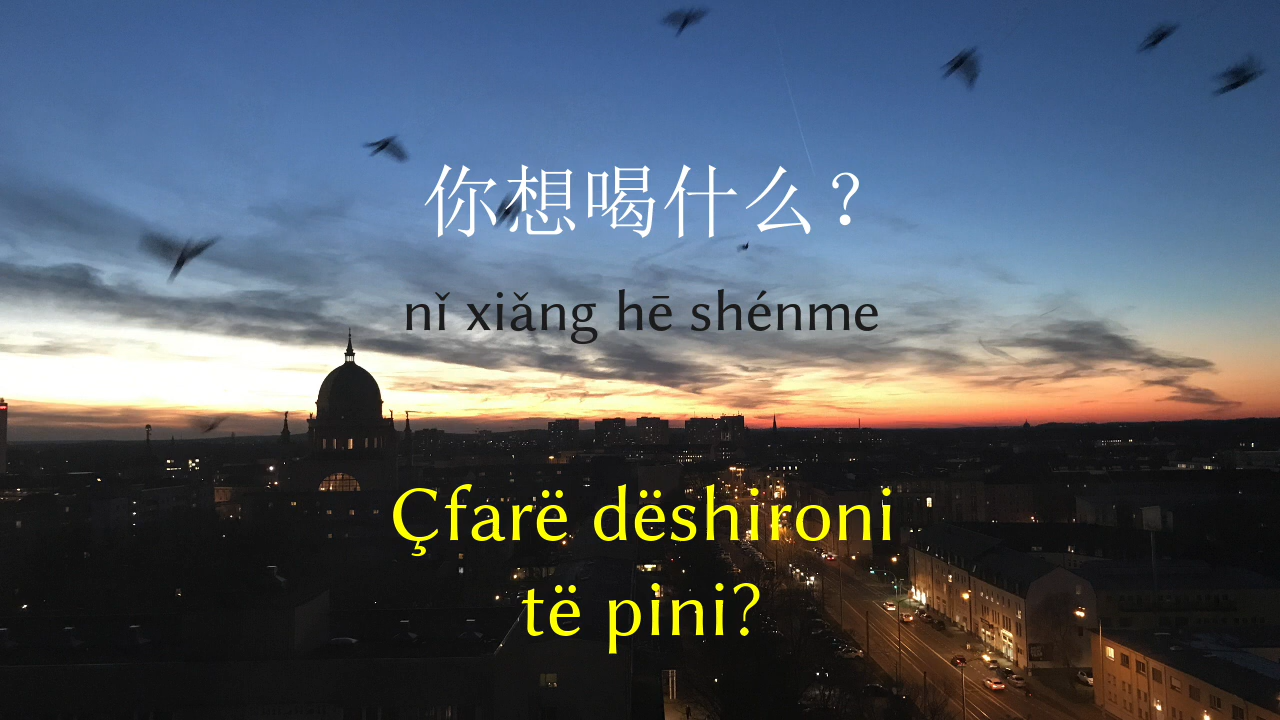 你想喝什么？
nǐ xiǎng hē shénme
Çfarë dëshironi
të pini?